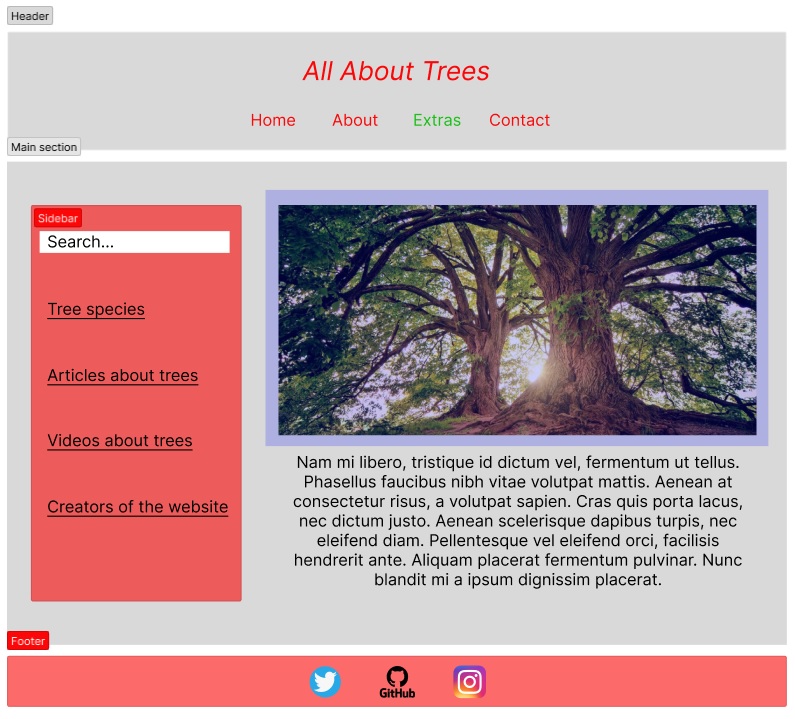 Header
All About Trees
Home About Extras Contact
Main section
Sidebar
Search...
Tree species
Articles about trees
Videos about trees
Creators of the website
Nam mi libero, tristique id dictum vel, fermentum ut tellus.
Phasellus faucibus nibh vitae volutpat mattis. Aenean at
consectetur risus, a volutpat sapien. Cras quis porta lacus,
nec dictum justo. Aenean scelerisque dapibus turpis, nec
eleifend diam. Pellentesque vel eleifend orci, facilisis
hendrerit ante. Aliquam placerat fermentum pulvinar. Nunc
blandit mi a ipsum dignissim placerat.
Footer
GitHub